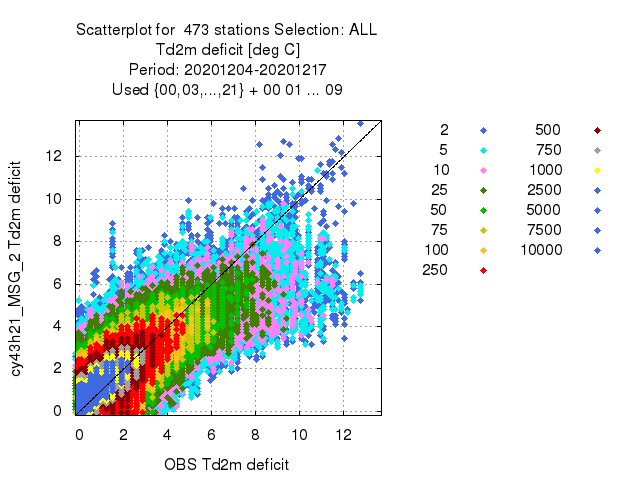 Scatterplot for 473 stations Selection: ALL
Td2m deficit [deg C]
Period: 20201204-20201217
Used {00,03,...,21} + 00 01 ... 09
cy43h21_MSG_2 Td2m deficit
12
10
8
6
4
2
0
0 2 4 6 8 10 12
OBS Td2m deficit
2 500
5 750
10 1000
25 2500
50 5000
75 7500
100 10000
250